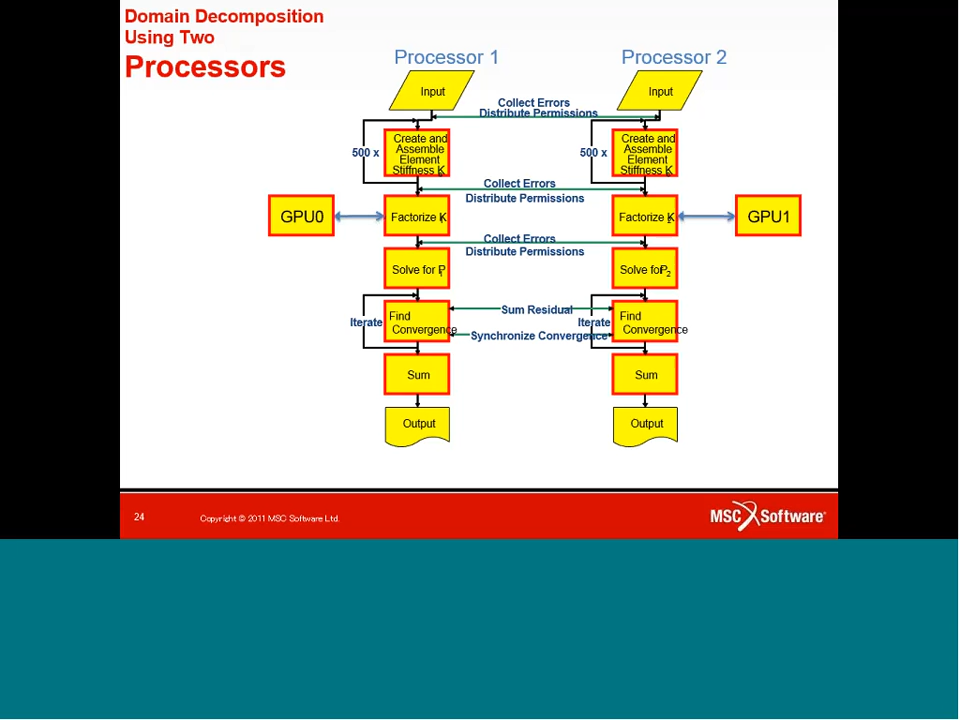 Domain Decomposition
Using Two
Processors
Processor 1
Processor 2
Input
Input
Collect Errors
Distribute Permissions
500 x
Create and
Assemble
Element
Stiffness K
500 x
Create and
Assemble
Element
Stiffness K
Collect Errors
Distribute Permissions
GPU0
Factorize K
Factorize K
GPU1
Collect Errors
Distribute Permissions
Solve for P1
Solve for P2
Sum Residual
Iterate
Find
Convergence
Iterate
Find
Convergence
Synchronize Convergence
Sum
Sum
Output
Output
24
Copyright © 2011 MSC Software Ltd.
MSC Software